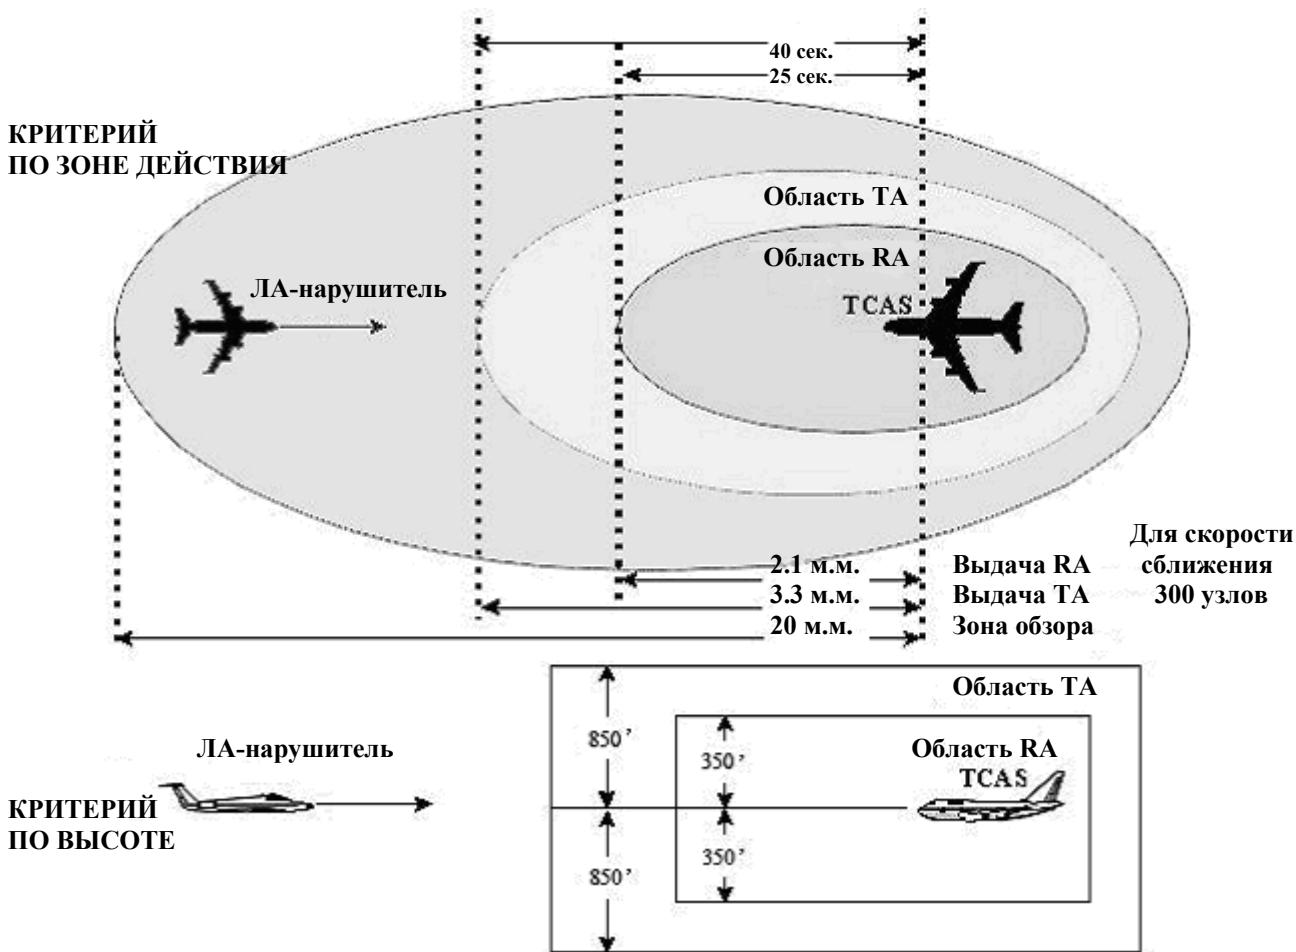 40 сек.
25 сек.
КРИТЕРИЙ
ПО ЗОНЕ ДЕЙСТВИЯ
Область TA
Область RA
ЛА-нарушитель
TCAS
Для скорости
2.1 м.м. Выдача RA сближения
3.3 м.м. Выдача TA 300 узлов
20 м.м. Зона обзора
Область TA
850’
350’
ЛА-нарушитель
Область RA
TCAS
КРИТЕРИЙ
ПО ВЫСОТЕ
350’
850’